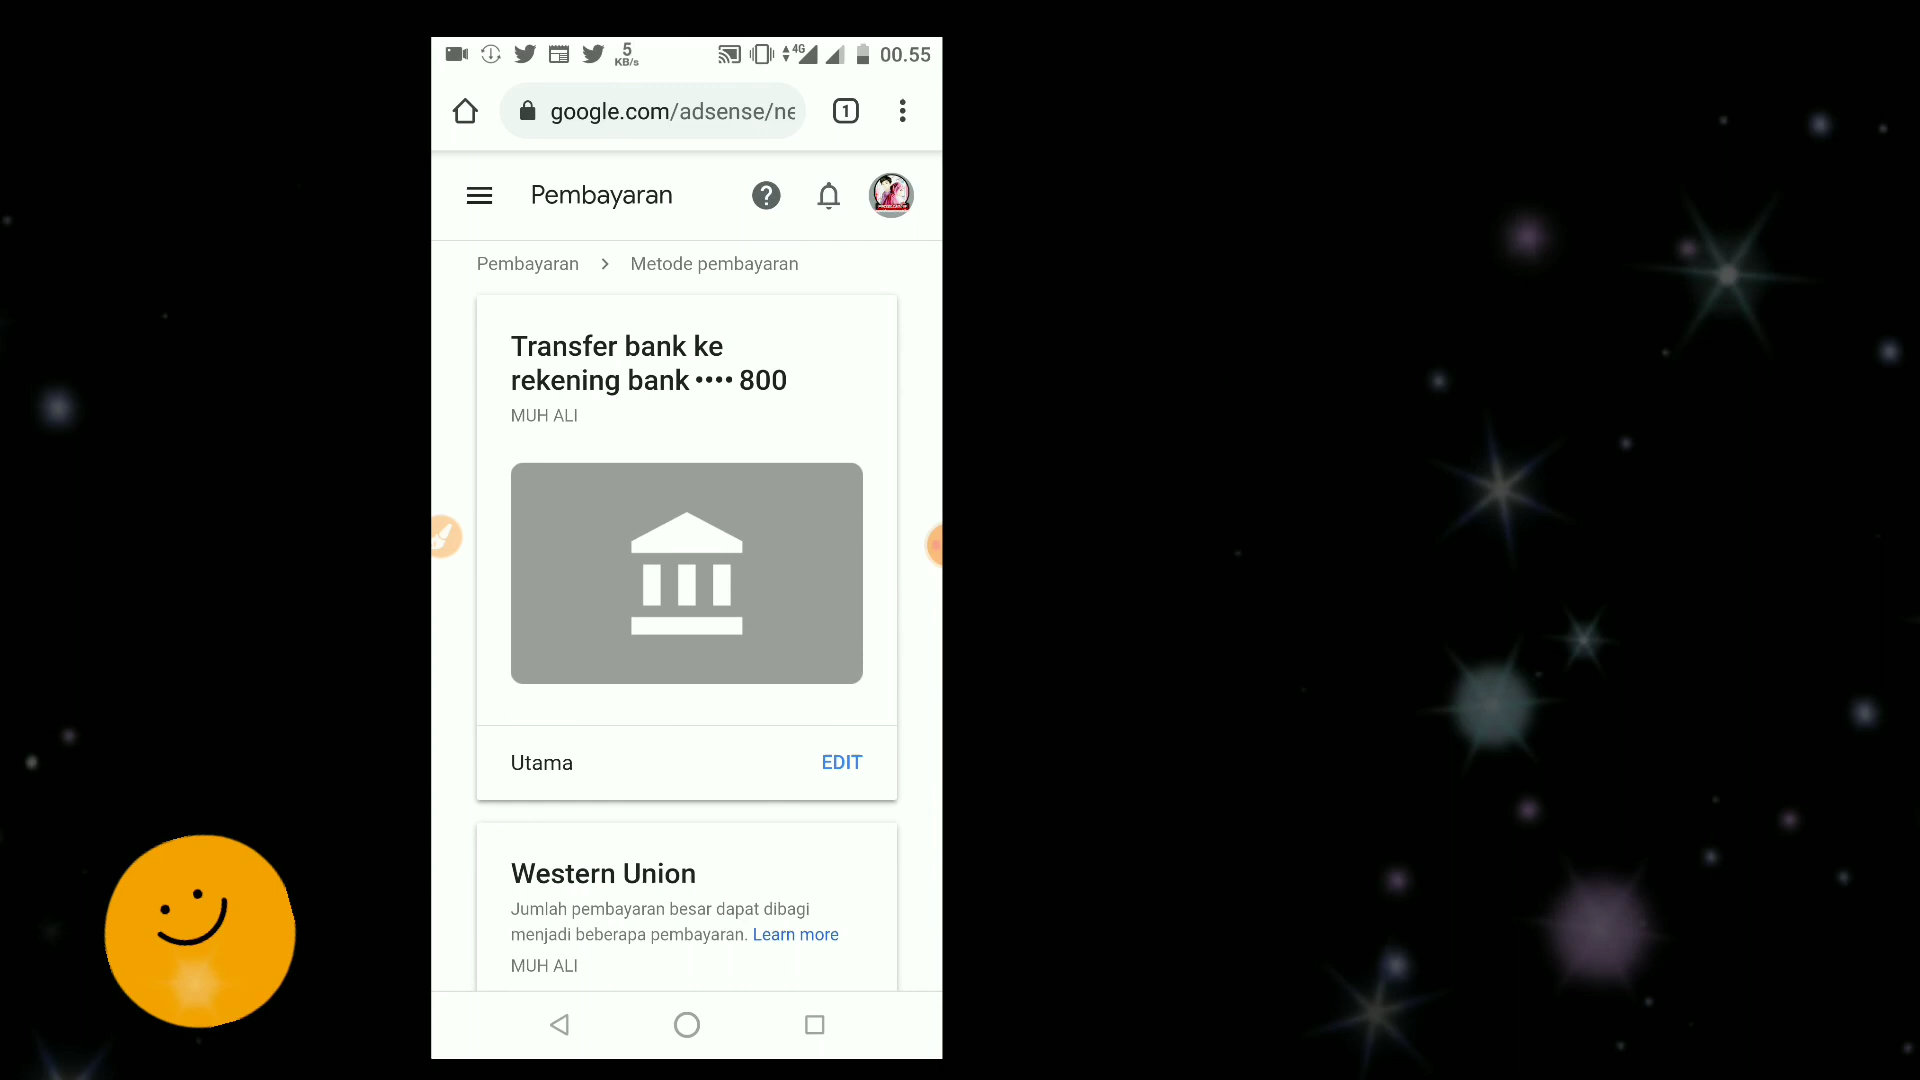 5 KB/s 4G 00.55
google.com/adsense/ne 1
Pembayaran ?
Pembayaran > Metode pembayaran
Transfer bank ke
rekening bank •••• 800
MUH ALI
Utama EDIT
Western Union
Jumlah pembayaran besar dapat dibagi
menjadi beberapa pembayaran. Learn more
MUH ALI